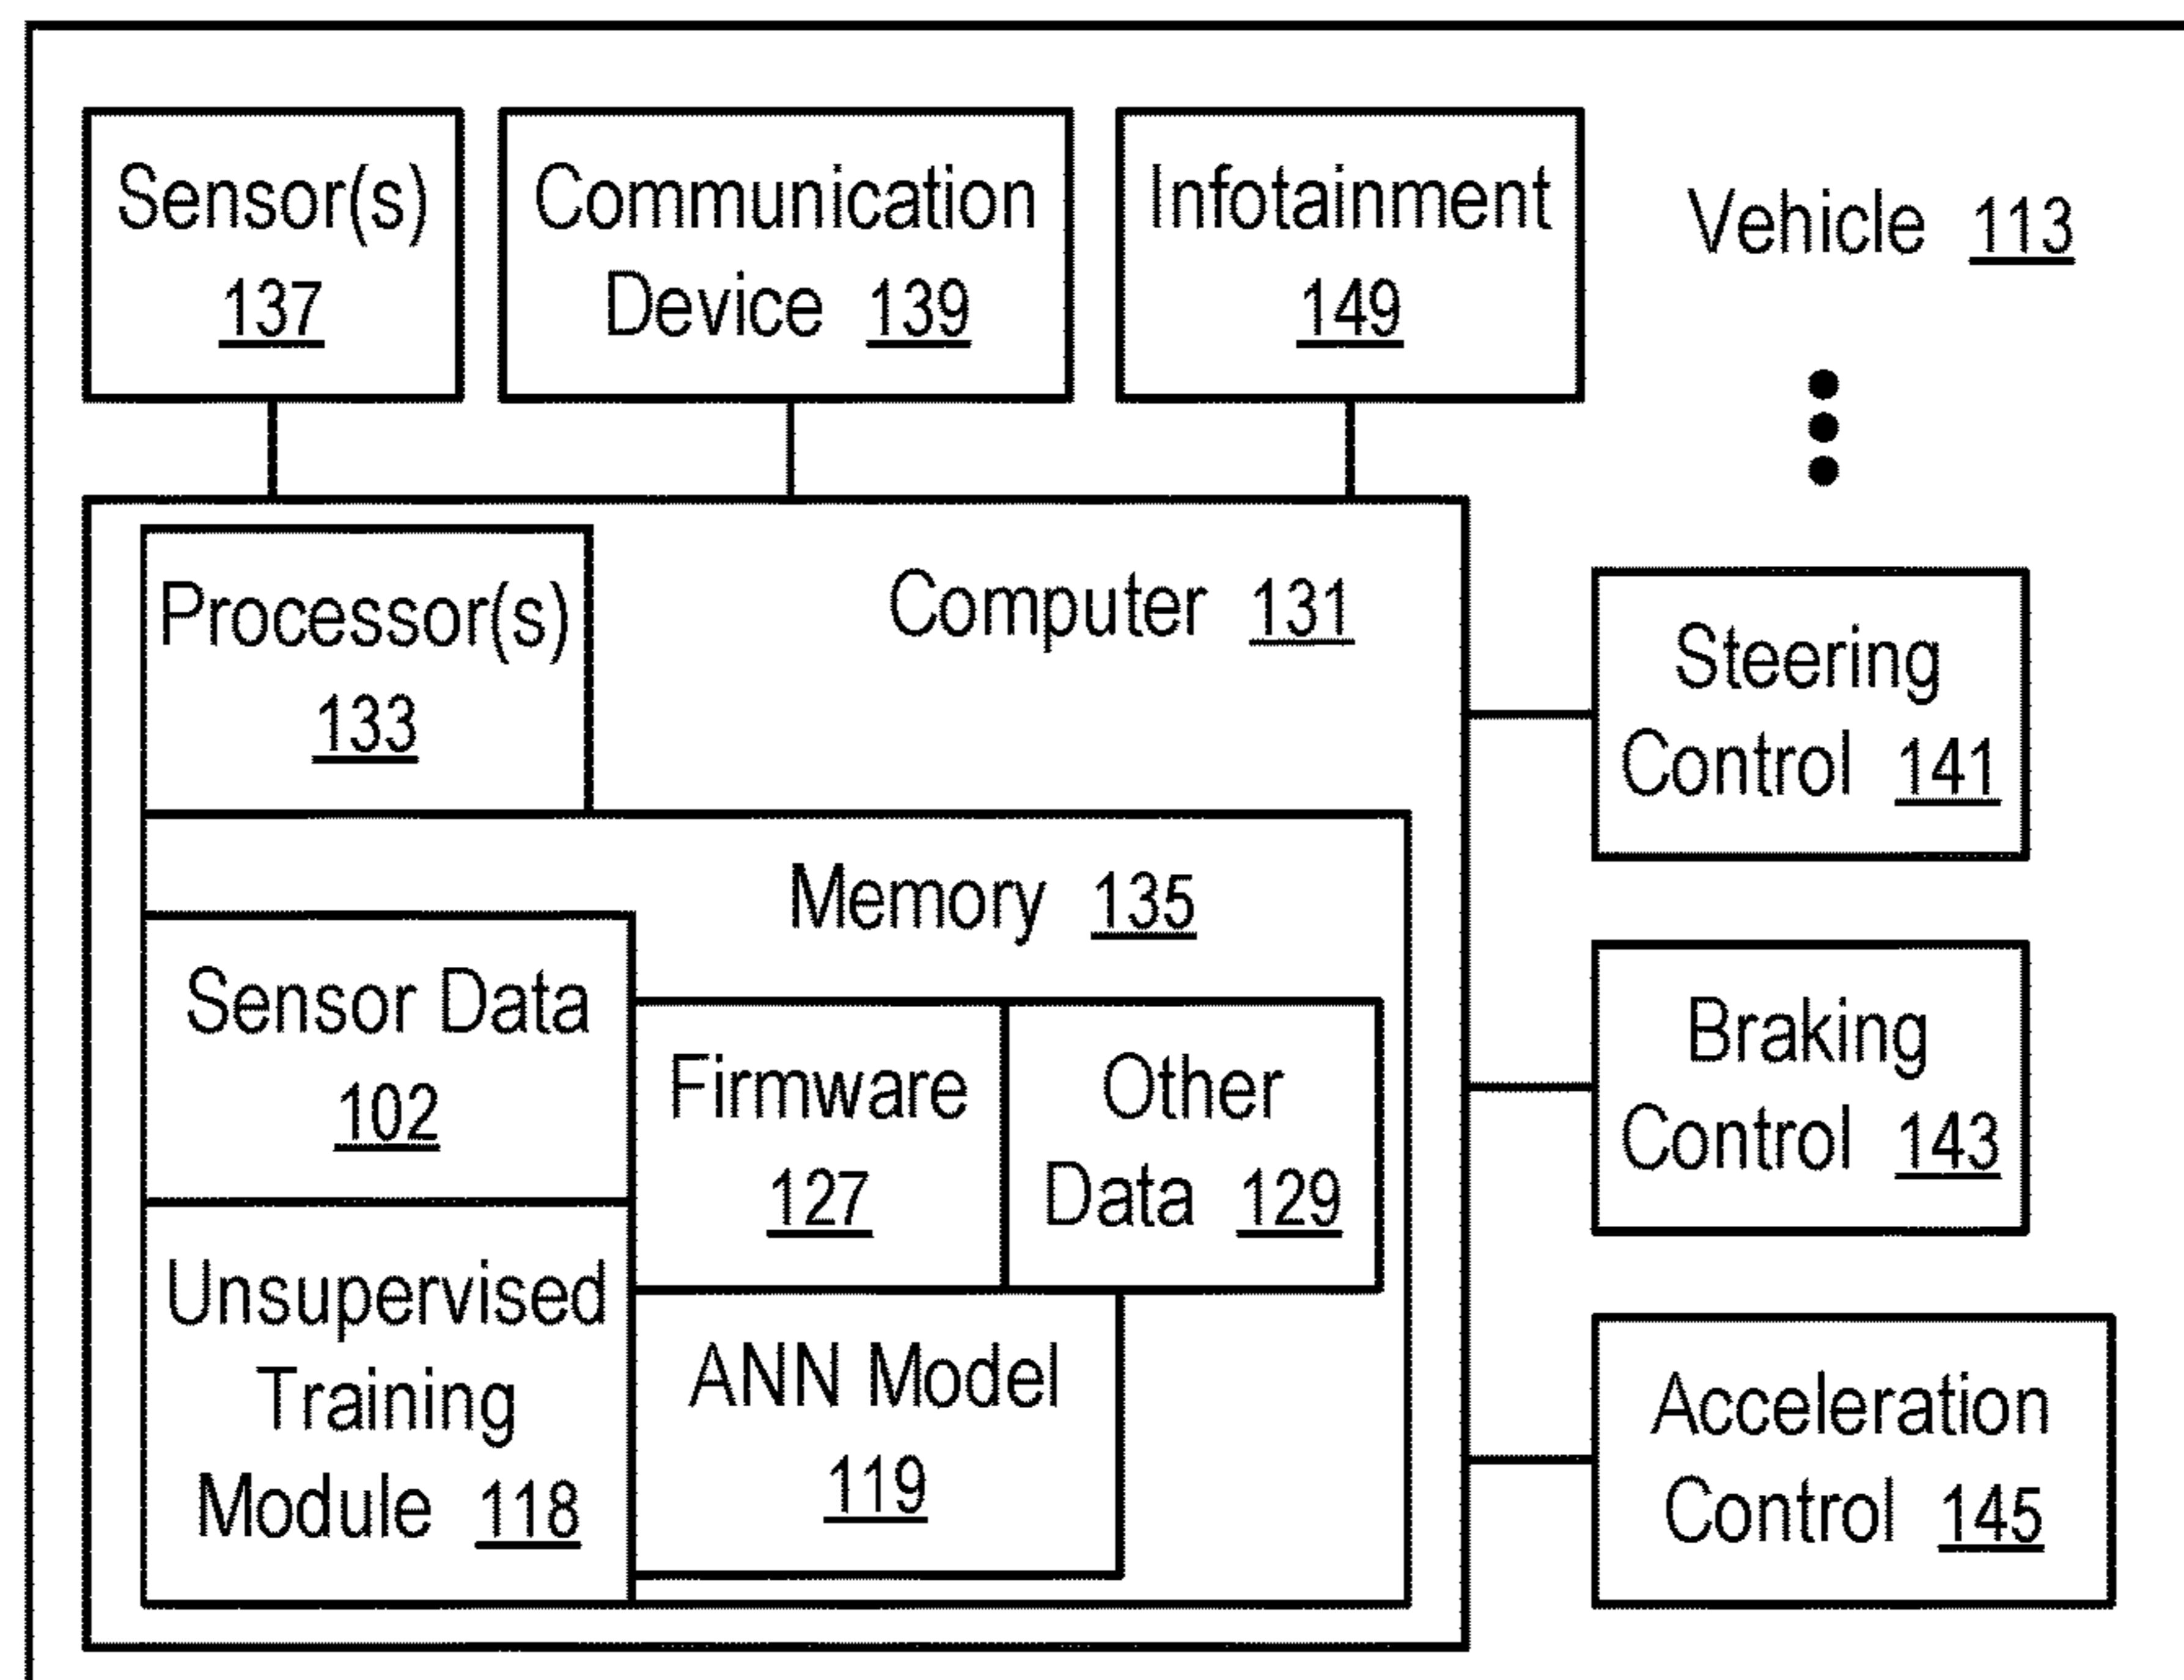 Sensor(s)
137
Communication
Device 139
Infotainment
149
Vehicle 113
Processor(s)
133
Computer 131
Steering
Control 141
Memory 135
Sensor Data
102
Firmware
127
Other
Data 129
Braking
Control 143
Unsupervised
Training
Module 118
ANN Model
119
Acceleration
Control 145